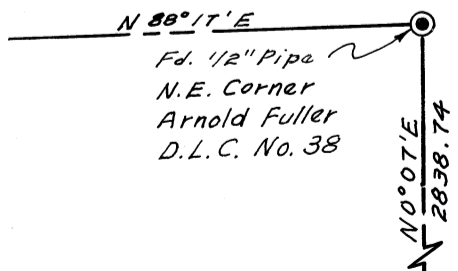 N 88°17'E
Fd. 1/2" Pipe
N.E. Corner
Arnold Fuller
D.L.C. No. 38
N0°07'E
2838.74